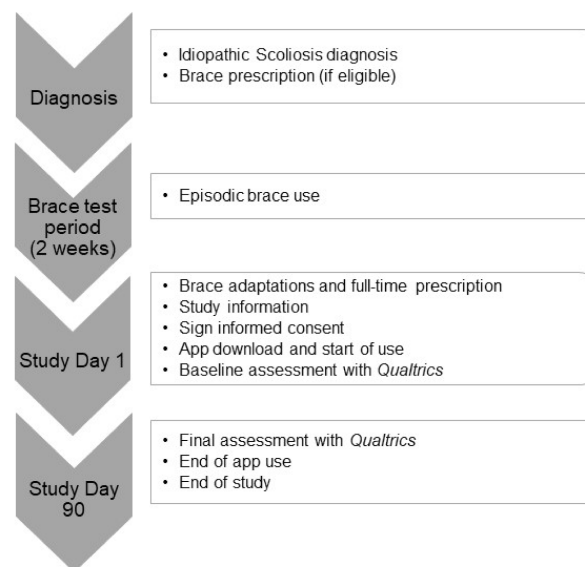 Diagnosis
• Idiopathic Scoliosis diagnosis
• Brace prescription (if eligible)
Brace test
period
(2 weeks)
• Episodic brace use
Study Day 1
• Brace adaptations and full-time prescription
• Study information
• Sign informed consent
• App download and start of use
• Baseline assessment with Qualtrics
Study Day
90
• Final assessment with Qualtrics
• End of app use
• End of study